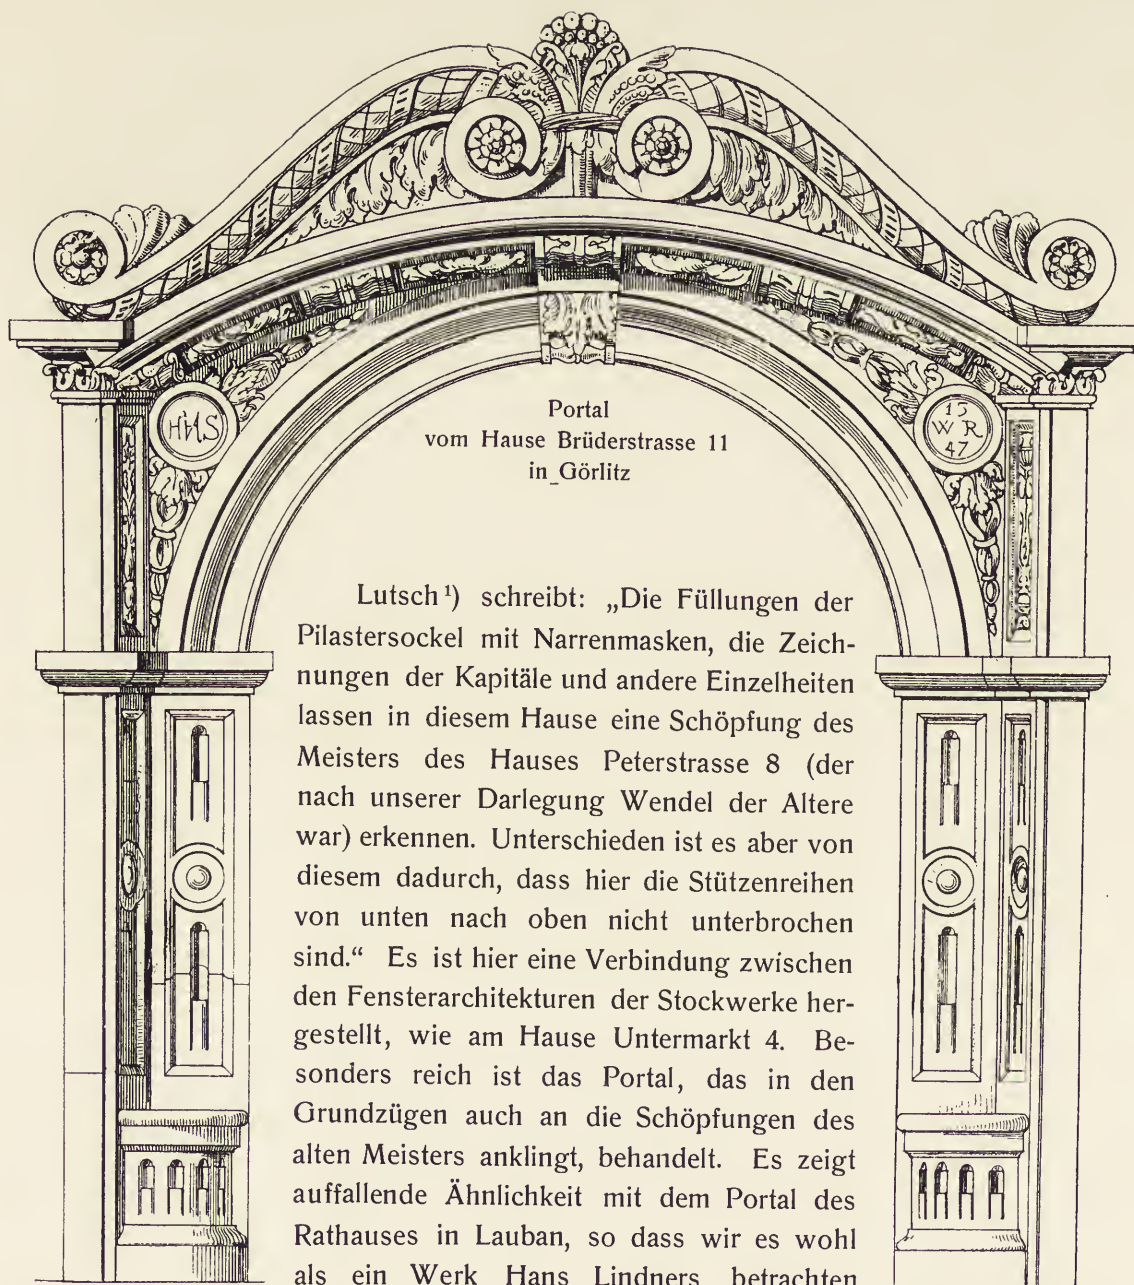 HNS
15
W R
47
Portal
vom Hause Brüderstrasse 11
in_Görlitz
Lutsch¹) schreibt: „Die Füllungen der
Pilastersockel mit Narrenmasken, die Zeich-
nungen der Kapitäle und andere Einzelheiten
lassen in diesem Hause eine Schöpfung des
Meisters des Hauses Peterstrasse 8 (der
nach unserer Darlegung Wendel der Altere
war) erkennen. Unterschieden ist es aber von
diesem dadurch, dass hier die Stützenreihen
von unten nach oben nicht unterbrochen
sind.“ Es ist hier eine Verbindung zwischen
den Fensterarchitekturen der Stockwerke her-
gestellt, wie am Hause Untermarkt 4. Be-
sonders reich ist das Portal, das in den
Grundzügen auch an die Schöpfungen des
alten Meisters anklingt, behandelt. Es zeigt
auffallende Ähnlichkeit mit dem Portal des
Rathauses in Lauban, so dass wir es wohl
als ein Werk Hans Lindners betrachten